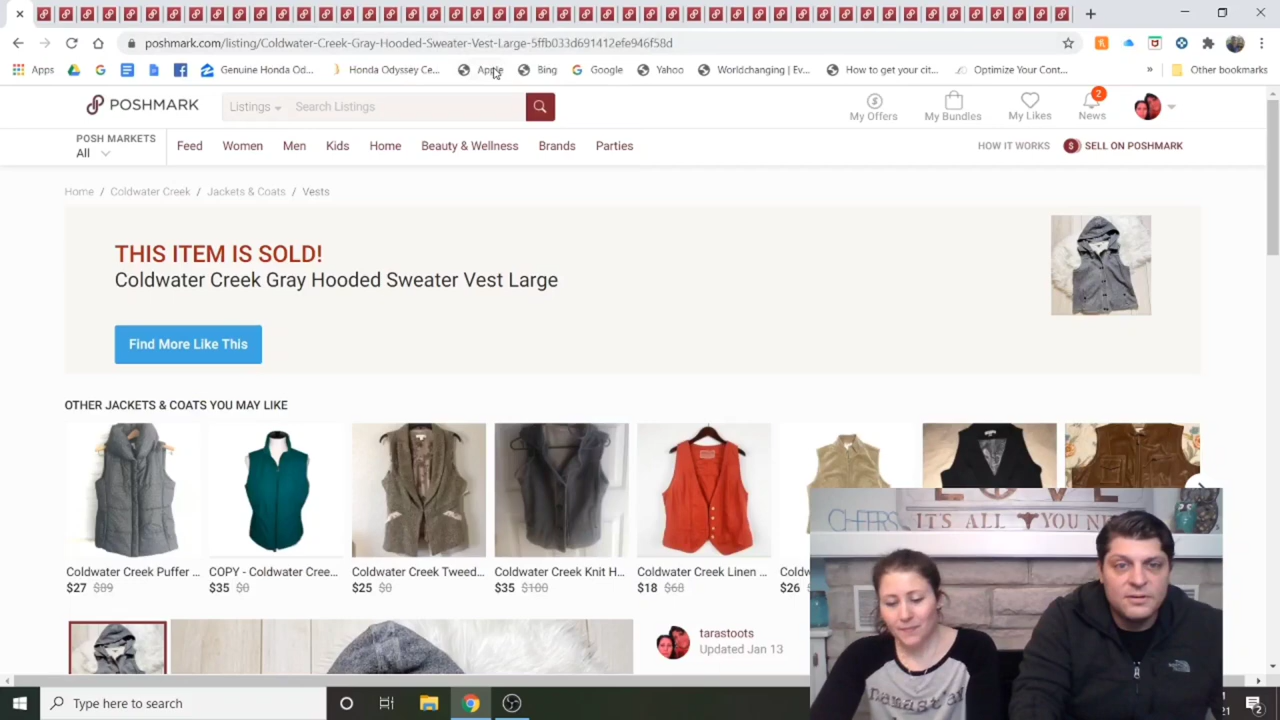 poshmark.com/listing/Coldwater-Creek-Gray-Hooded-Sweater-Vest-Large-5ffb033d691412efe946f58d
Apps
Genuine Honda Od...
Honda Odyssey Ce...
Apple
Bing
Google
Yahoo
Worldchanging | Ev...
How to get your cit...
Optimize Your Cont...
»
Other bookmarks
POSHMARK
Listings
Search Listings
My Offers
My Bundles
My Likes
2
News
POSH MARKETS
All
Feed
Women
Men
Kids
Home
Beauty & Wellness
Brands
Parties
HOW IT WORKS
$ SELL ON POSHMARK
Home / Coldwater Creek / Jackets & Coats / Vests
THIS ITEM IS SOLD!
Coldwater Creek Gray Hooded Sweater Vest Large
Find More Like This
OTHER JACKETS & COATS YOU MAY LIKE
Coldwater Creek Puffer ...
$27 $89
COPY - Coldwater Cree...
$35 $0
Coldwater Creek Tweed...
$25 $0
Coldwater Creek Knit H...
$35 $100
Coldwater Creek Linen ...
$18 $68
$26
tarastoots
Updated Jan 13
LOVE
CHEERS
IT'S ALL YOU
namast'ay
Type here to search
2